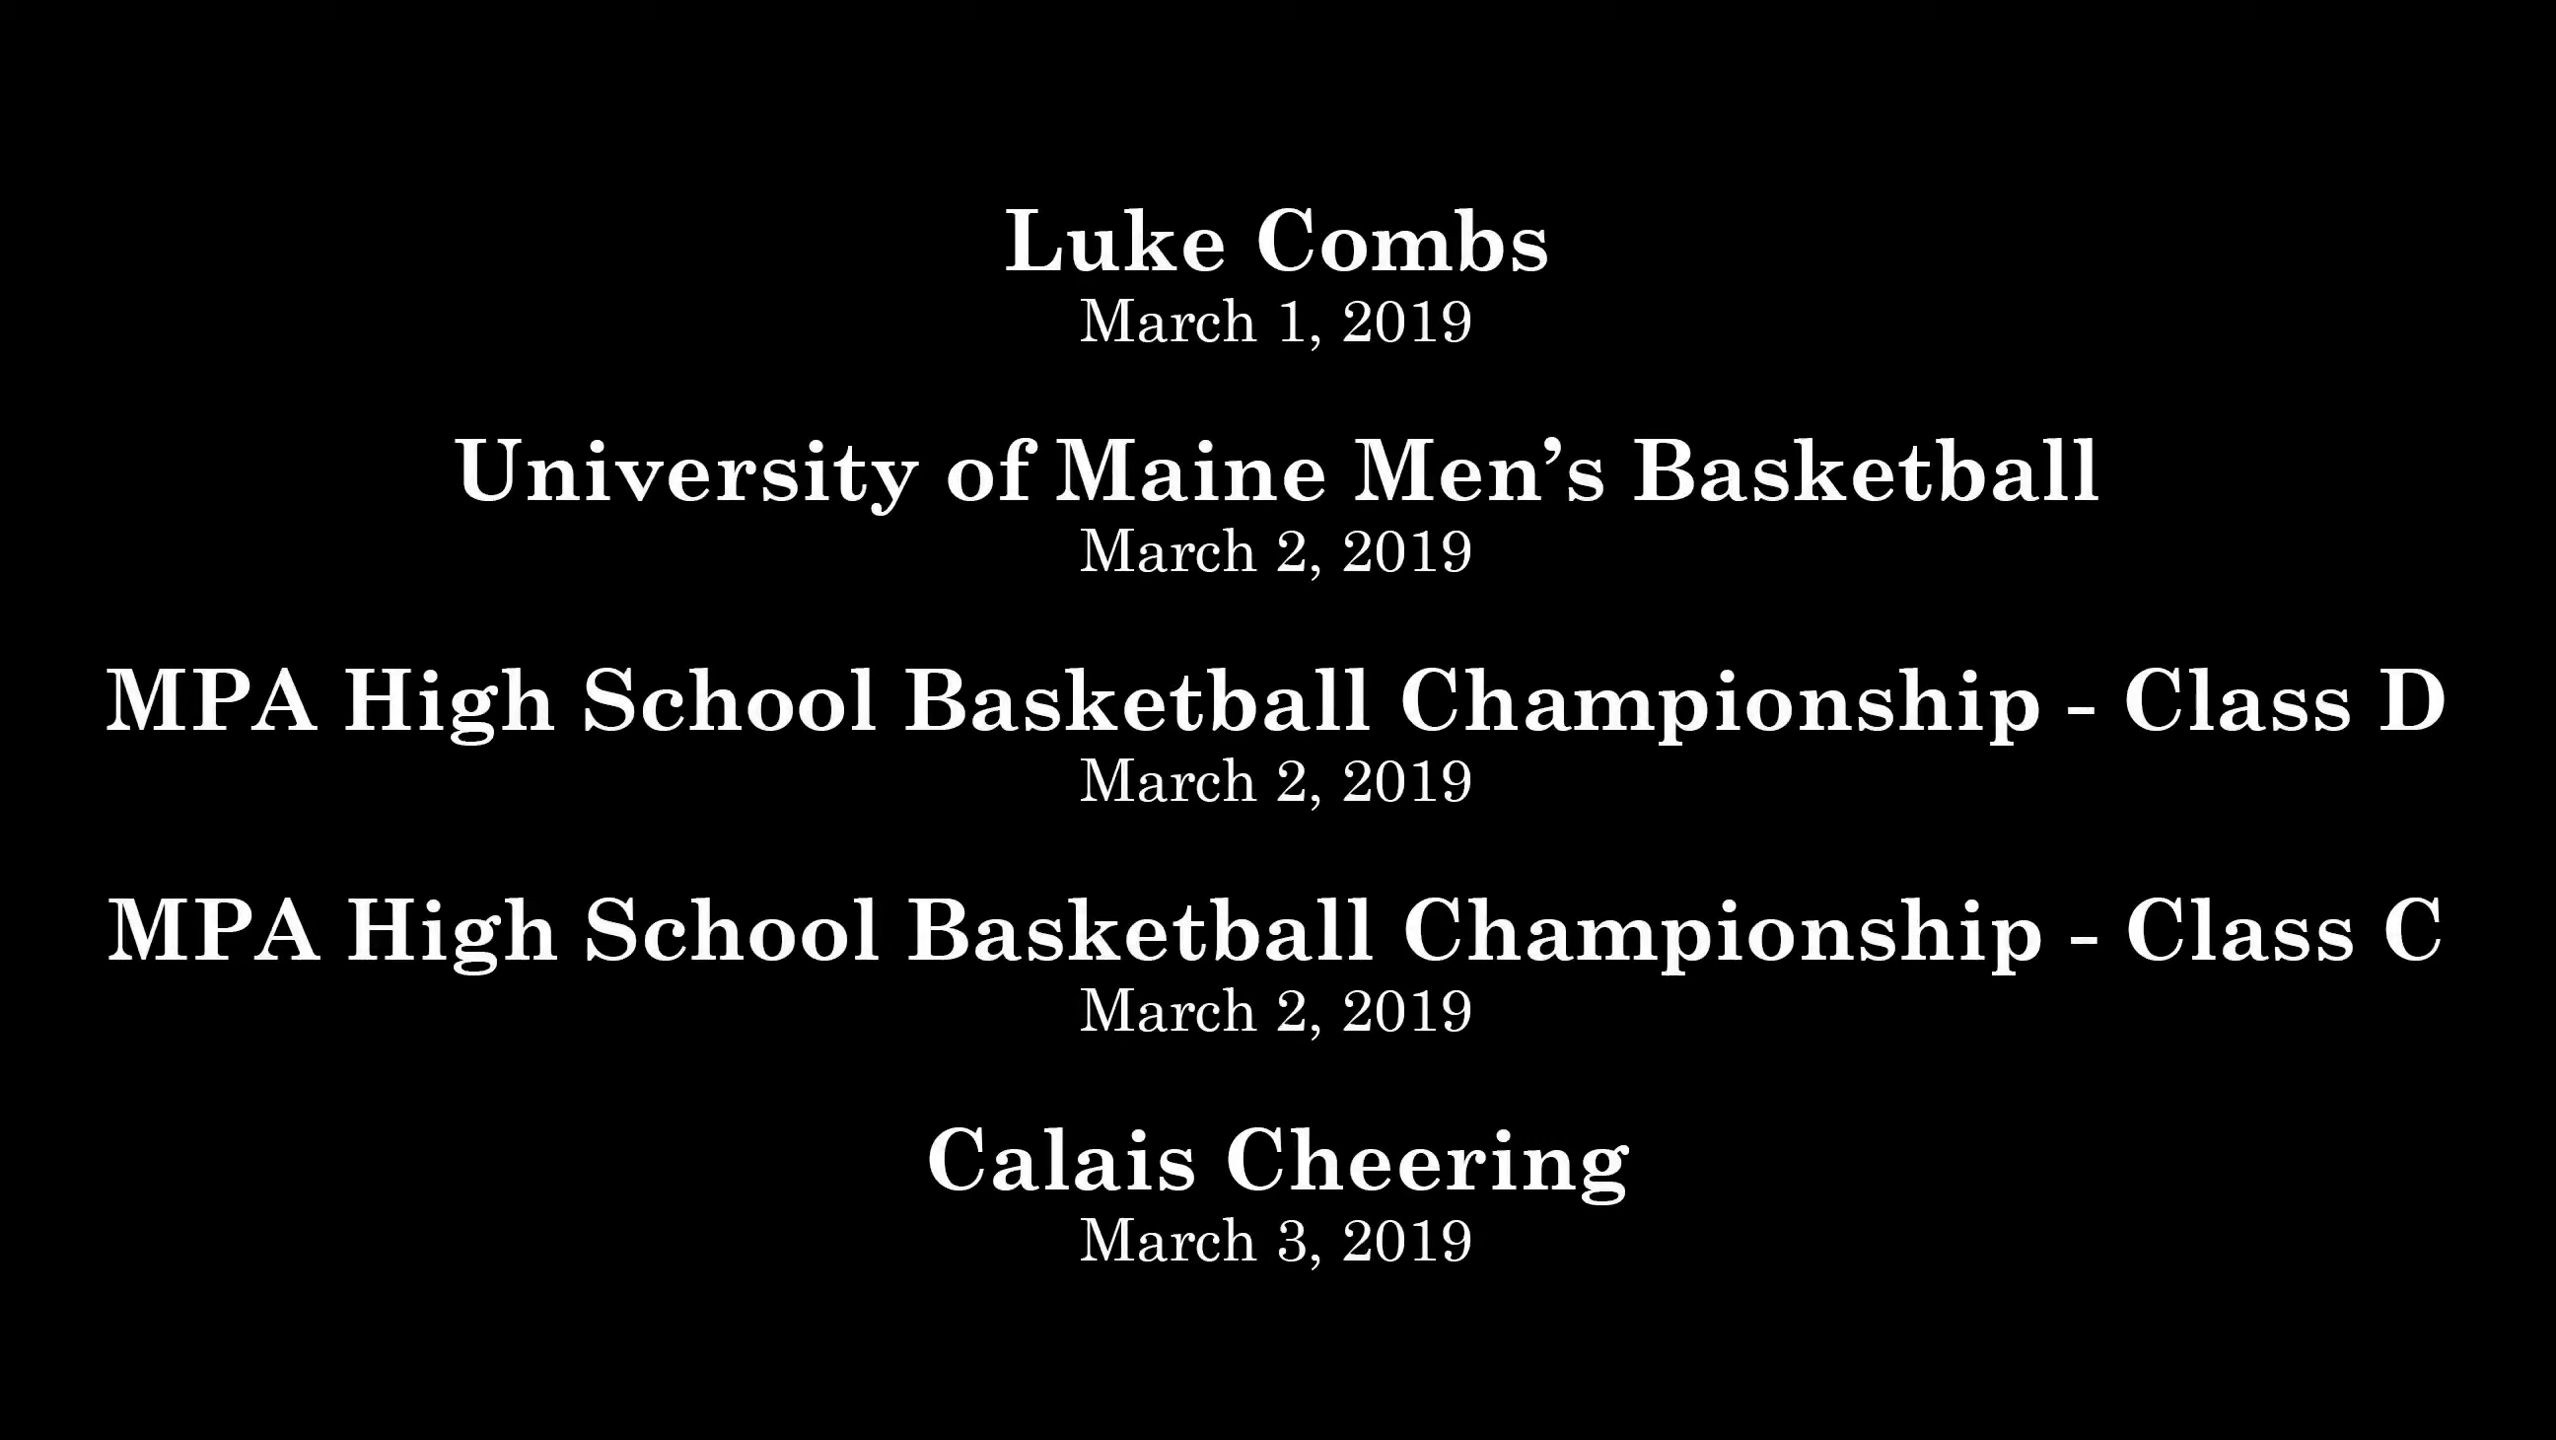 Luke Combs
March 1, 2019
University of Maine Men’s Basketball
March 2, 2019
MPA High School Basketball Championship - Class D
March 2, 2019
MPA High School Basketball Championship - Class C
March 2, 2019
Calais Cheering
March 3, 2019